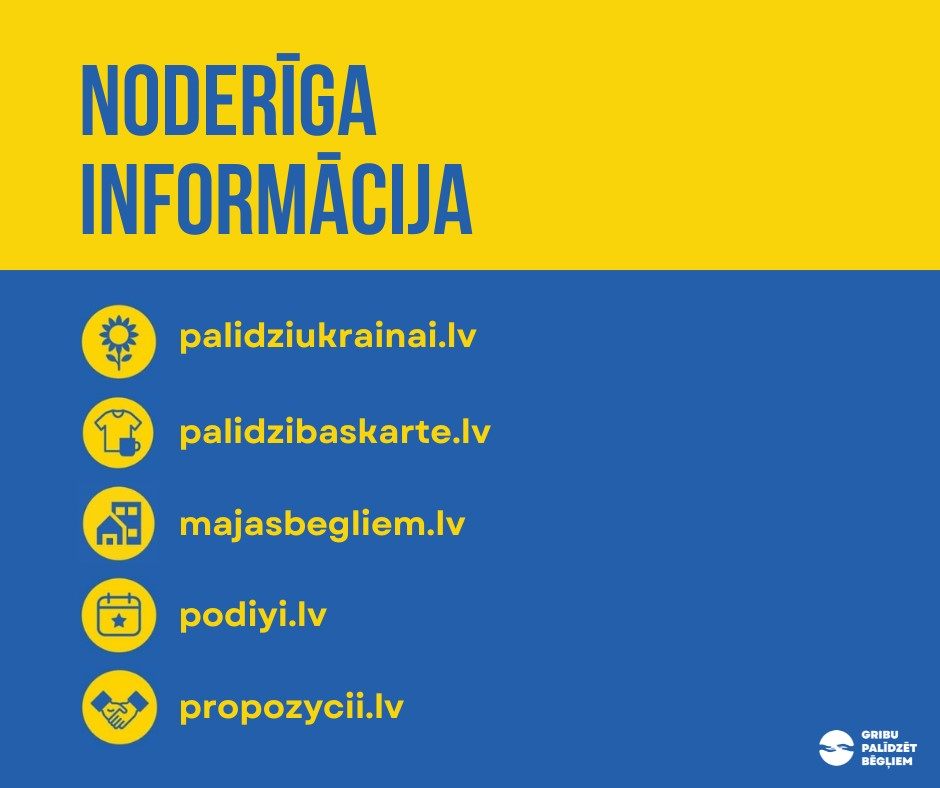 NODERĪGA
INFORMĀCIJA
palidziukrainai.lv
palidzibaskarte.lv
majasbegliem.lv
podiyi.lv
propozycii.lv
GRIBU
PALĪDZĒT
BĒGĻIEM